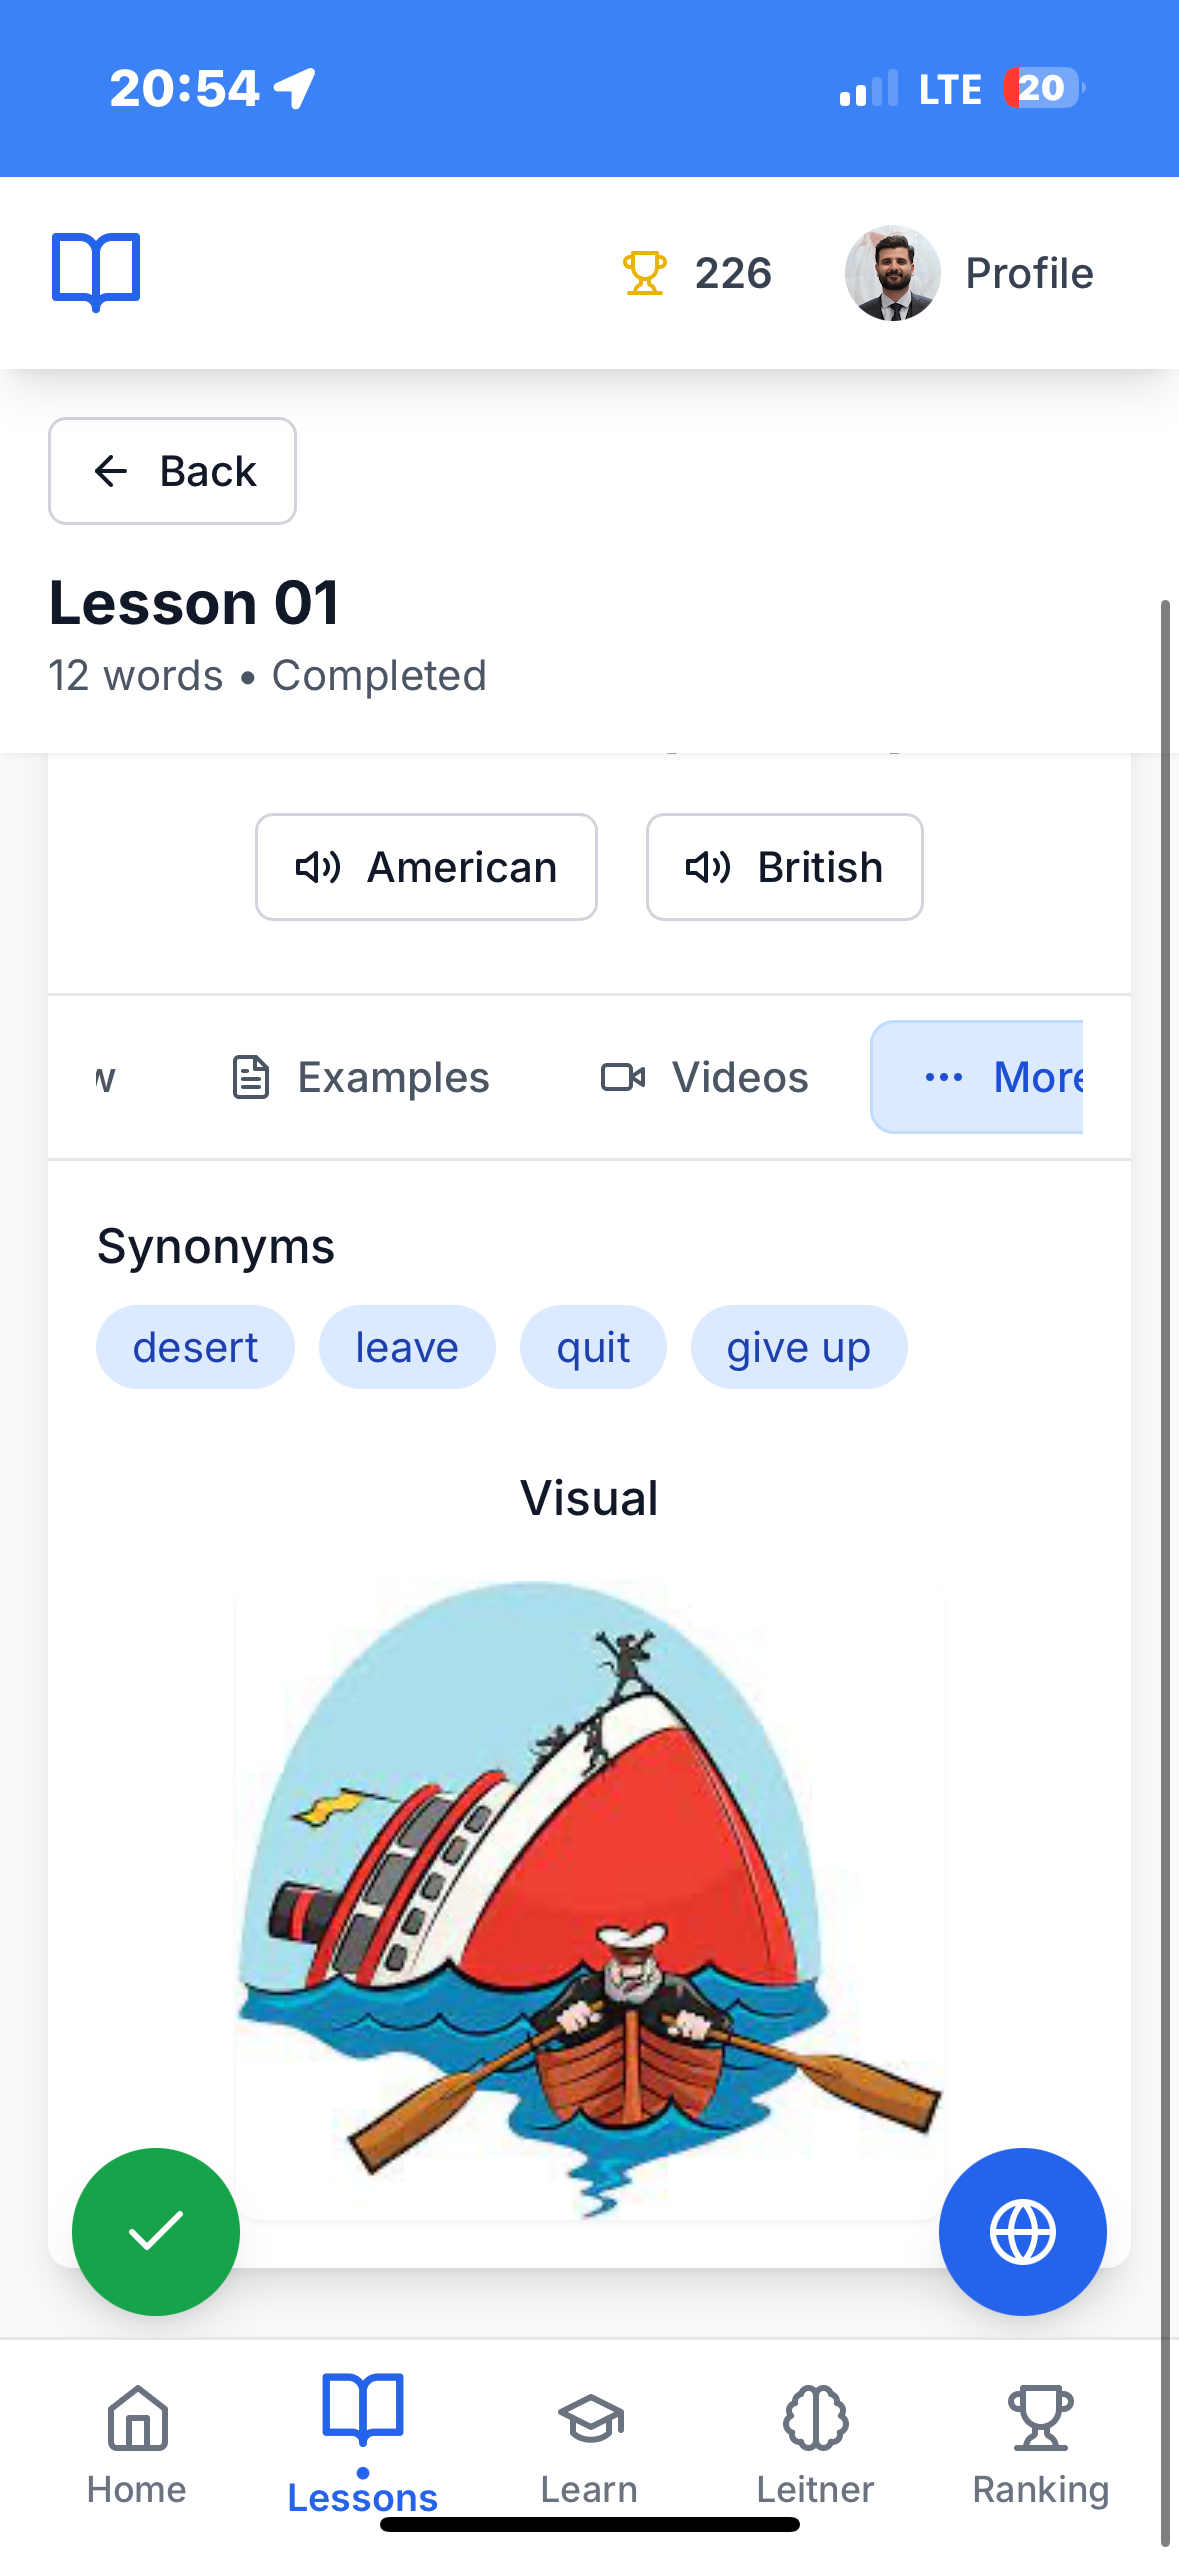 20:54 LTE 20
226 Profile
Back
Lesson 01
12 words • Completed
American British
w Examples Videos More
Synonyms
desert leave quit give up
Visual
Home Lessons Learn Leitner Ranking